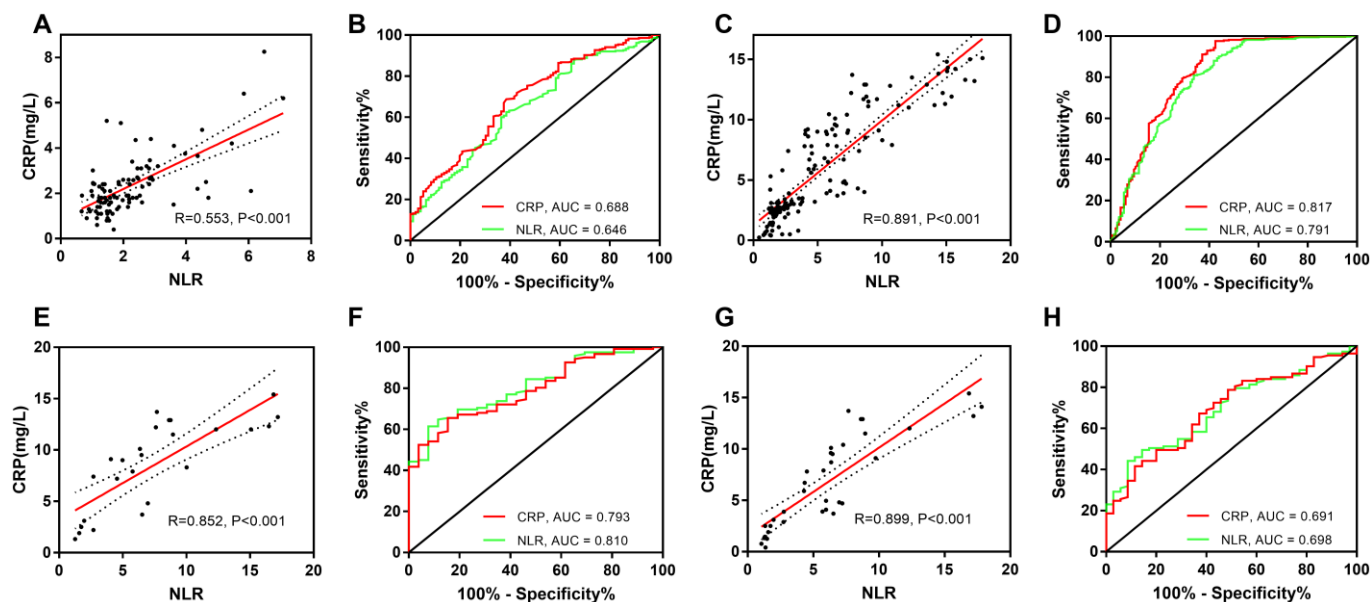 A
CRP(mg/L)
8
6
4
2
0
0 2 4 6 8
NLR
R=0.553, P<0.001
B
Sensitivity%
100
80
60
40
20
0
0 20 40 60 80 100
100% - Specificity%
CRP, AUC = 0.688
NLR, AUC = 0.646
C
CRP(mg/L)
15
10
5
0
0 5 10 15 20
NLR
R=0.891, P<0.001
D
Sensitivity%
100
80
60
40
20
0
0 20 40 60 80 100
100% - Specificity%
CRP, AUC = 0.817
NLR, AUC = 0.791
E
CRP(mg/L)
20
15
10
5
0
0 5 10 15 20
NLR
R=0.852, P<0.001
F
Sensitivity%
100
80
60
40
20
0
0 20 40 60 80 100
100% - Specificity%
CRP, AUC = 0.793
NLR, AUC = 0.810
G
CRP(mg/L)
20
15
10
5
0
0 5 10 15 20
NLR
R=0.899, P<0.001
H
Sensitivity%
100
80
60
40
20
0
0 20 40 60 80 100
100% - Specificity%
CRP, AUC = 0.691
NLR, AUC = 0.698